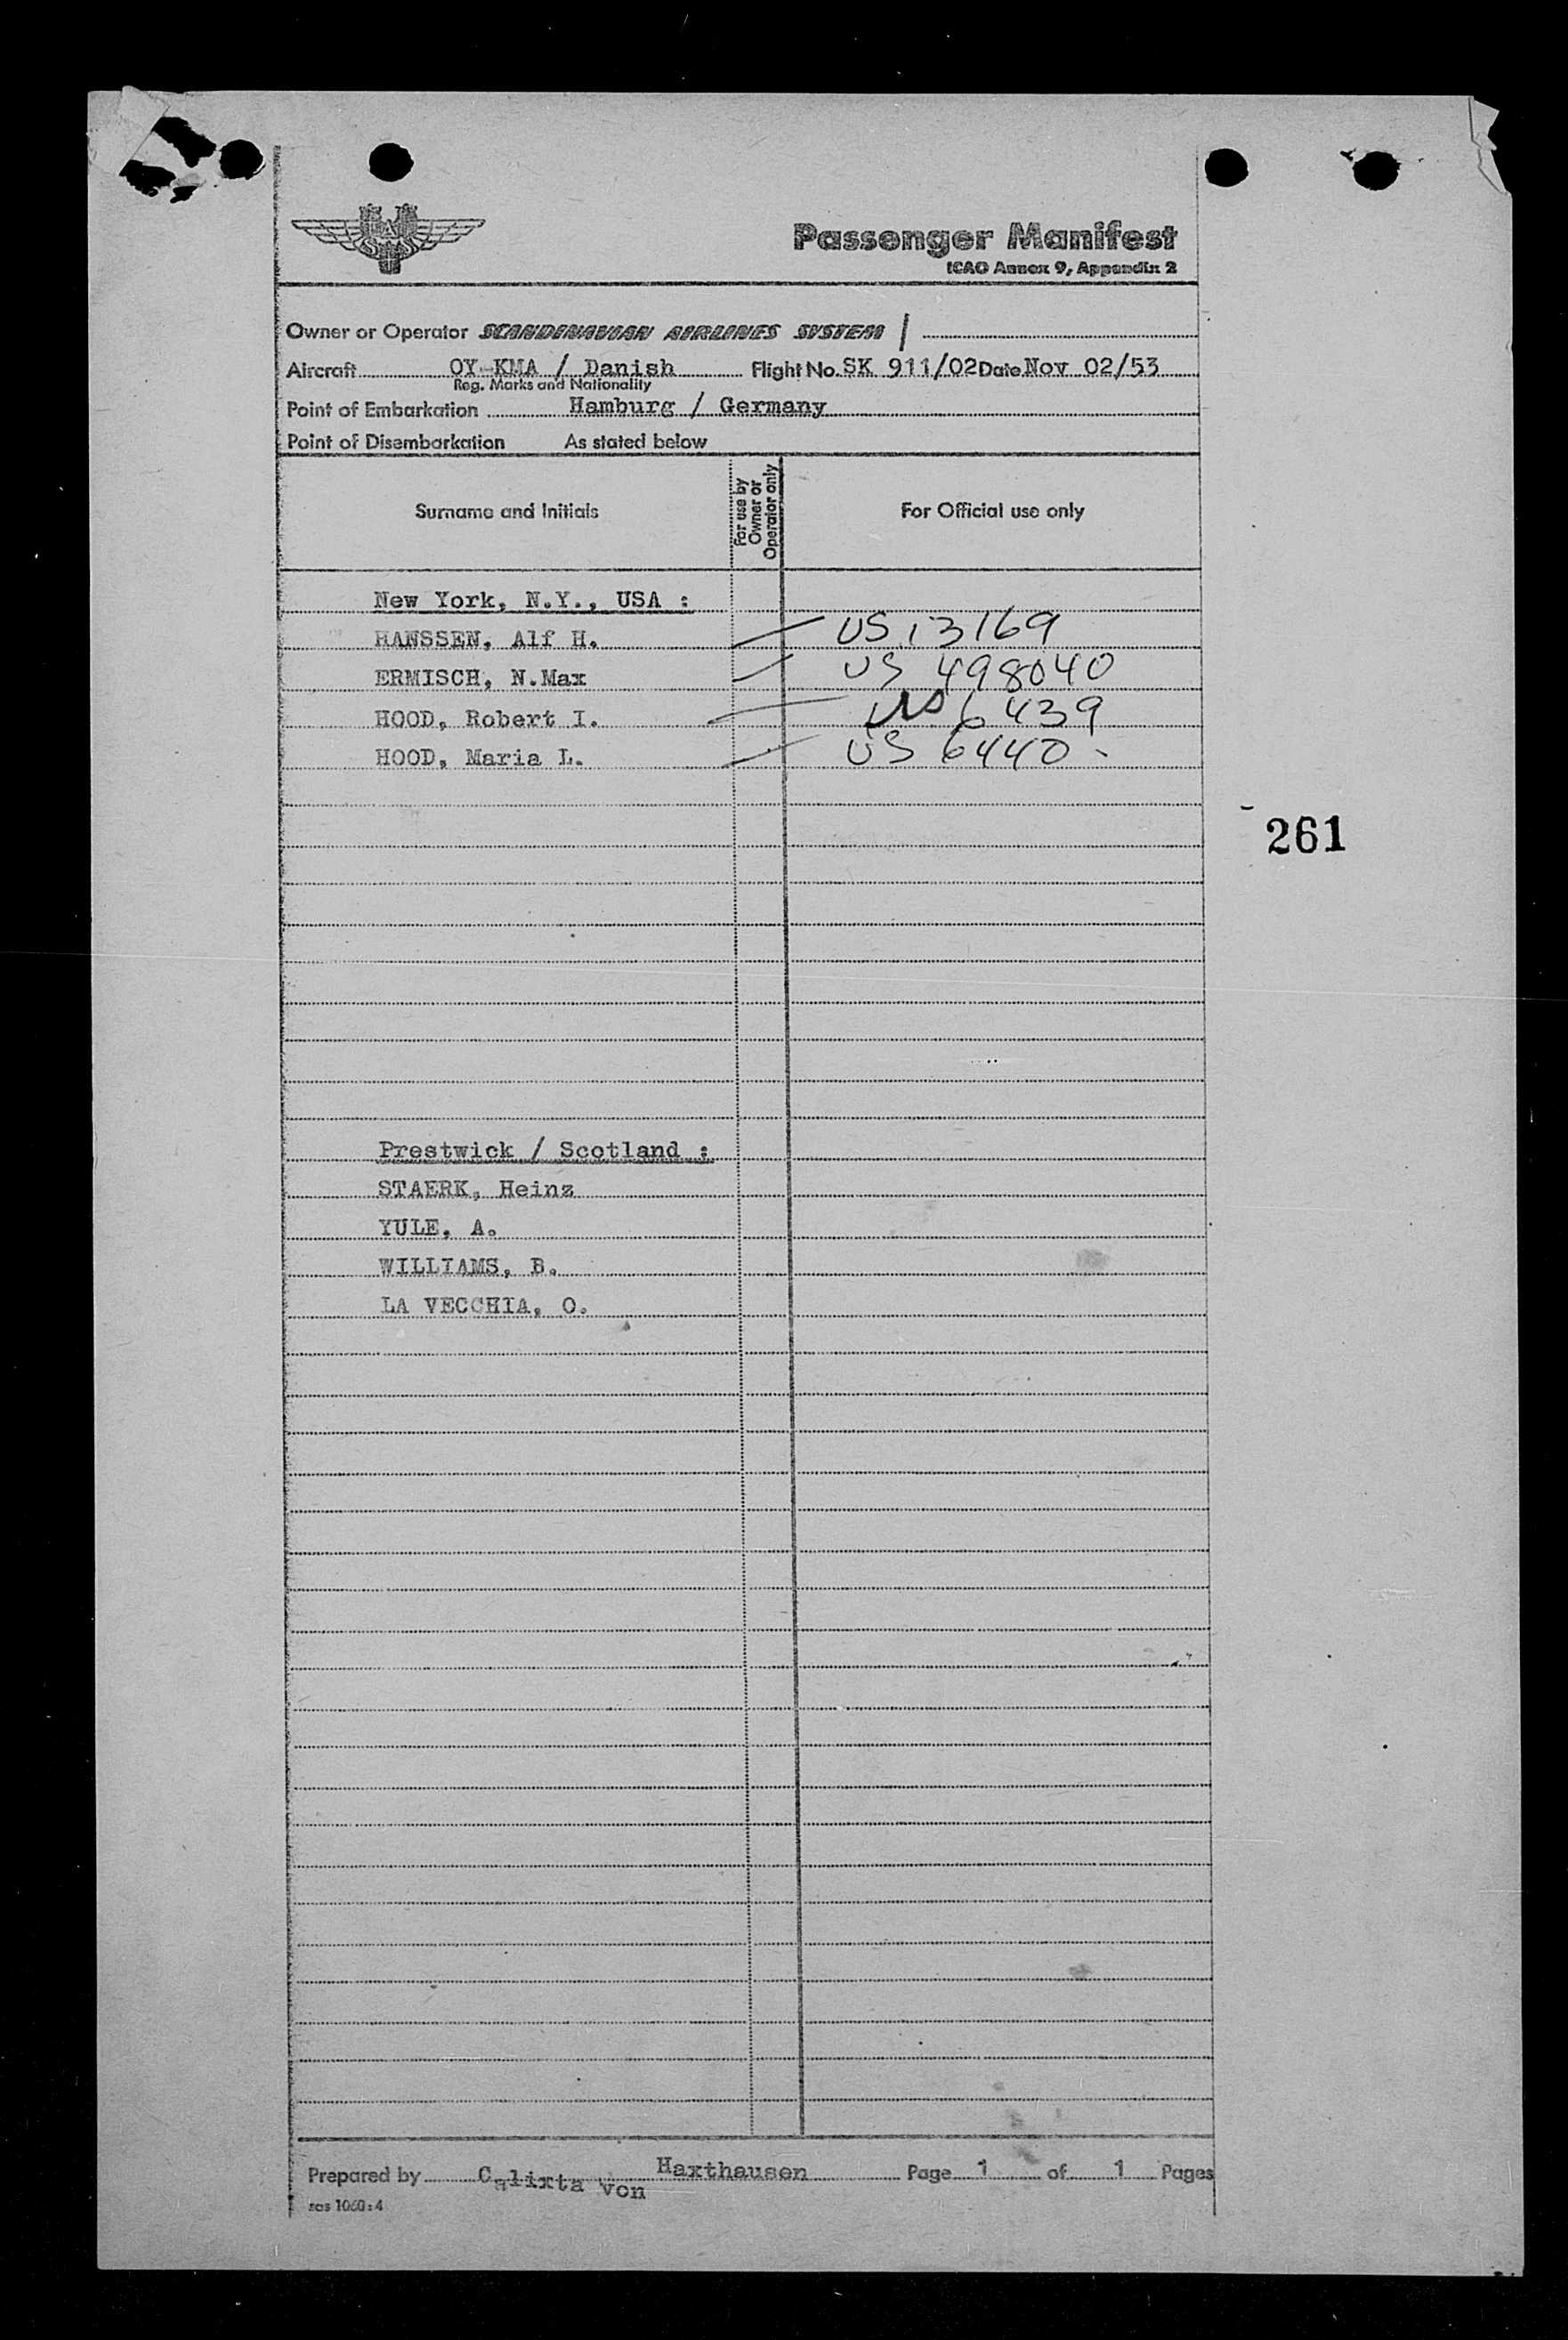 SAS
Passenger Manifest
ICAO Annex 9, Appendix 2
Owner or Operator SCANDINAVIAN AIRLINES SYSTEM /
Aircraft OY-KMA / Danish Flight No. SK 911/02 Date Nov 02/53
Reg. Marks and Nationality
Point of Embarkation Hamburg / Germany
Point of Disembarkation As stated below
Surname and Initials For use by Owner or Operator only For Official use only
New York, N.Y., USA :
HANSSEN, Alf H. US 13169
ERMISCH, N.Max US 498040
HOOD, Robert I. US 6439
HOOD, Maria L. US 6440
261
Prestwick / Scotland :
STAERK, Heinz
YULE, A.
WILLIAMS, B.
LA VECCHIA, O.
Prepared by Calixta von Haxthausen Page 1 of 1 Pages
sas 1060:4